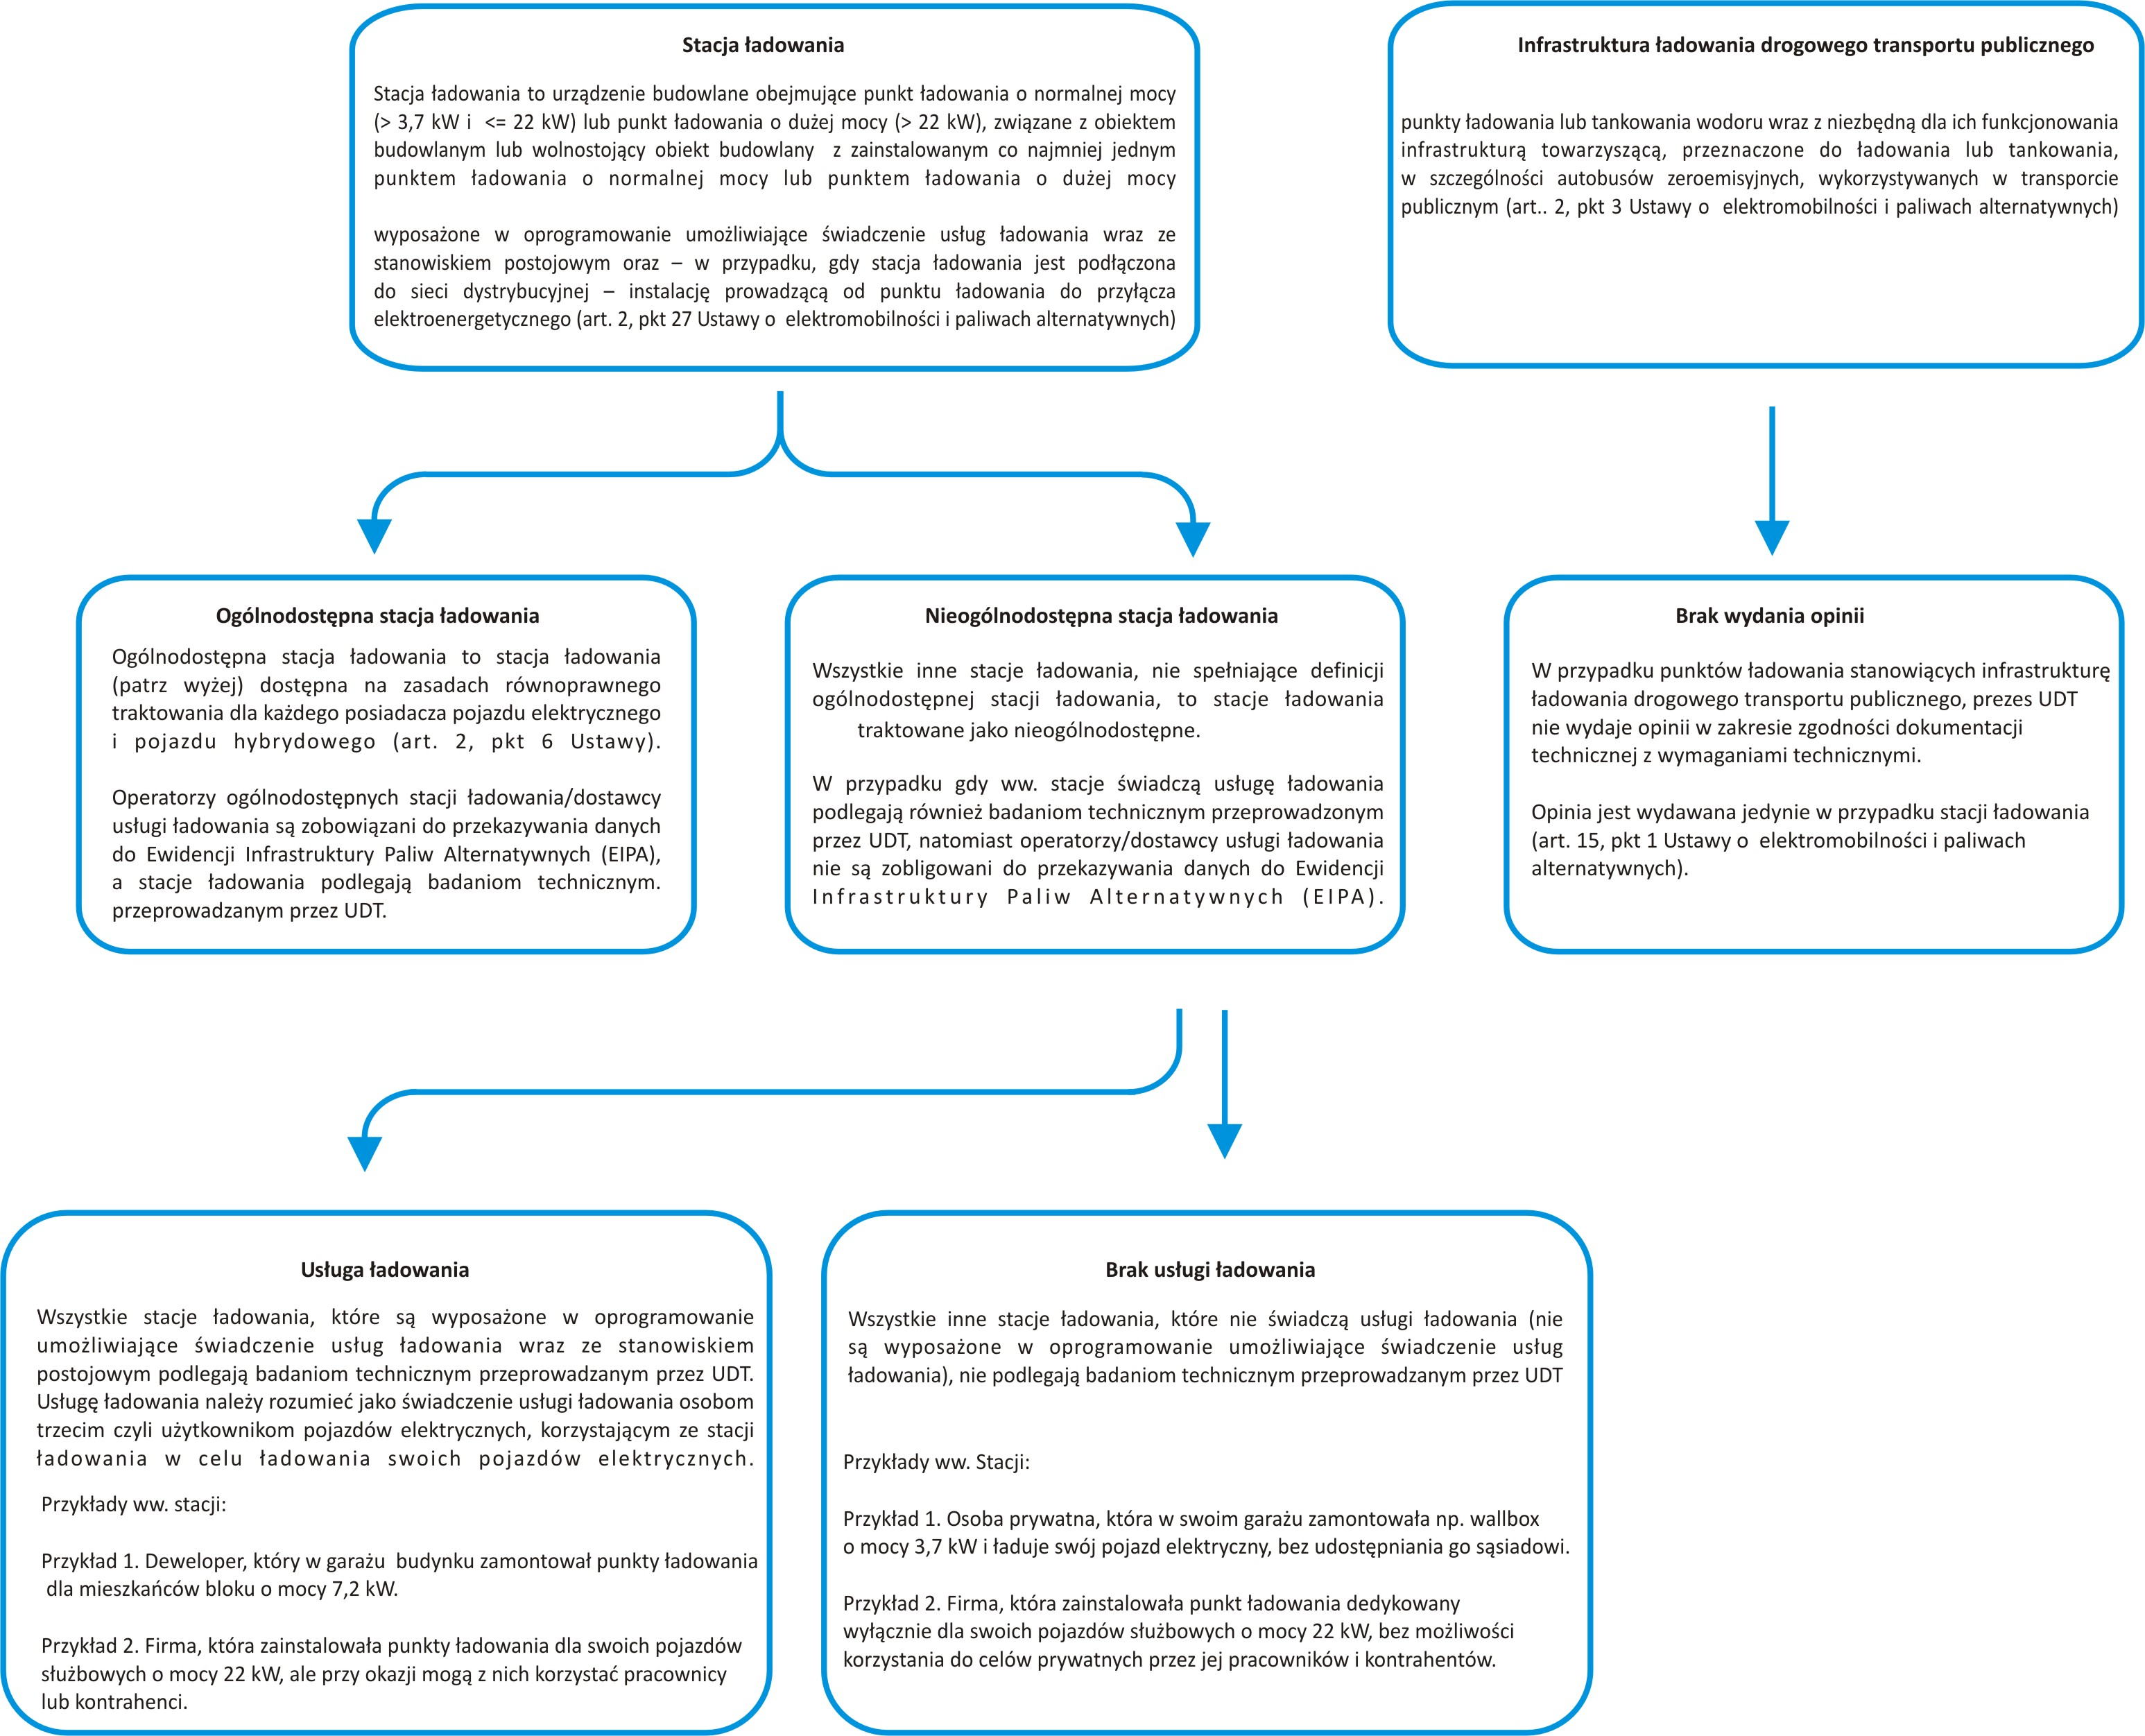 Stacja ładowania
Stacja ładowania to urządzenie budowlane obejmujące punkt ładowania o normalnej mocy
(> 3,7 kW i <= 22 kW) lub punkt ładowania o dużej mocy (> 22 kW), związane z obiektem
budowlanym lub wolnostojący obiekt budowlany z zainstalowanym co najmniej jednym
punktem ładowania o normalnej mocy lub punktem ładowania o dużej mocy
wyposażone w oprogramowanie umożliwiające świadczenie usług ładowania wraz ze
stanowiskiem postojowym oraz – w przypadku, gdy stacja ładowania jest podłączona
do sieci dystrybucyjnej – instalację prowadzącą od punktu ładowania do przyłącza
elektroenergetycznego (art. 2, pkt 27 Ustawy o elektromobilności i paliwach alternatywnych)
Infrastruktura ładowania drogowego transportu publicznego
punkty ładowania lub tankowania wodoru wraz z niezbędną dla ich funkcjonowania
infrastrukturą towarzyszącą, przeznaczone do ładowania lub tankowania,
w szczególności autobusów zeroemisyjnych, wykorzystywanych w transporcie
publicznym (art.. 2, pkt 3 Ustawy o elektromobilności i paliwach alternatywnych)
Ogólnodostępna stacja ładowania
Ogólnodostępna stacja ładowania to stacja ładowania
(patrz wyżej) dostępna na zasadach równoprawnego
traktowania dla każdego posiadacza pojazdu elektrycznego
i pojazdu hybrydowego (art. 2, pkt 6 Ustawy).
Operatorzy ogólnodostępnych stacji ładowania/dostawcy
usługi ładowania są zobowiązani do przekazywania danych
do Ewidencji Infrastruktury Paliw Alternatywnych (EIPA),
a stacje ładowania podlegają badaniom technicznym.
przeprowadzanym przez UDT.
Nieogólnodostępna stacja ładowania
Wszystkie inne stacje ładowania, nie spełniające definicji
ogólnodostępnej stacji ładowania, to stacje ładowania
traktowane jako nieogólnodostępne.
W przypadku gdy ww. stacje świadczą usługę ładowania
podlegają również badaniom technicznym przeprowadzonym
przez UDT, natomiast operatorzy/dostawcy usługi ładowania
nie są zobligowani do przekazywania danych do Ewidencji
Infrastruktury Paliw Alternatywnych (EIPA).
Brak wydania opinii
W przypadku punktów ładowania stanowiących infrastrukturę
ładowania drogowego transportu publicznego, prezes UDT
nie wydaje opinii w zakresie zgodności dokumentacji
technicznej z wymaganiami technicznymi.
Opinia jest wydawana jedynie w przypadku stacji ładowania
(art. 15, pkt 1 Ustawy o elektromobilności i paliwach
alternatywnych).
Usługa ładowania
Wszystkie stacje ładowania, które są wyposażone w oprogramowanie
umożliwiające świadczenie usług ładowania wraz ze stanowiskiem
postojowym podlegają badaniom technicznym przeprowadzanym przez UDT.
Usługę ładowania należy rozumieć jako świadczenie usługi ładowania osobom
trzecim czyli użytkownikom pojazdów elektrycznych, korzystającym ze stacji
ładowania w celu ładowania swoich pojazdów elektrycznych.
Przykłady ww. stacji:
Przykład 1. Deweloper, który w garażu budynku zamontował punkty ładowania
dla mieszkańców bloku o mocy 7,2 kW.
Przykład 2. Firma, która zainstalowała punkty ładowania dla swoich pojazdów
służbowych o mocy 22 kW, ale przy okazji mogą z nich korzystać pracownicy
lub kontrahenci.
Brak usługi ładowania
Wszystkie inne stacje ładowania, które nie świadczą usługi ładowania (nie
są wyposażone w oprogramowanie umożliwiające świadczenie usług
ładowania), nie podlegają badaniom technicznym przeprowadzanym przez UDT
Przykłady ww. Stacji:
Przykład 1. Osoba prywatna, która w swoim garażu zamontowała np. wallbox
o mocy 3,7 kW i ładuje swój pojazd elektryczny, bez udostępniania go sąsiadowi.
Przykład 2. Firma, która zainstalowała punkt ładowania dedykowany
wyłącznie dla swoich pojazdów służbowych o mocy 22 kW, bez możliwości
korzystania do celów prywatnych przez jej pracowników i kontrahentów.